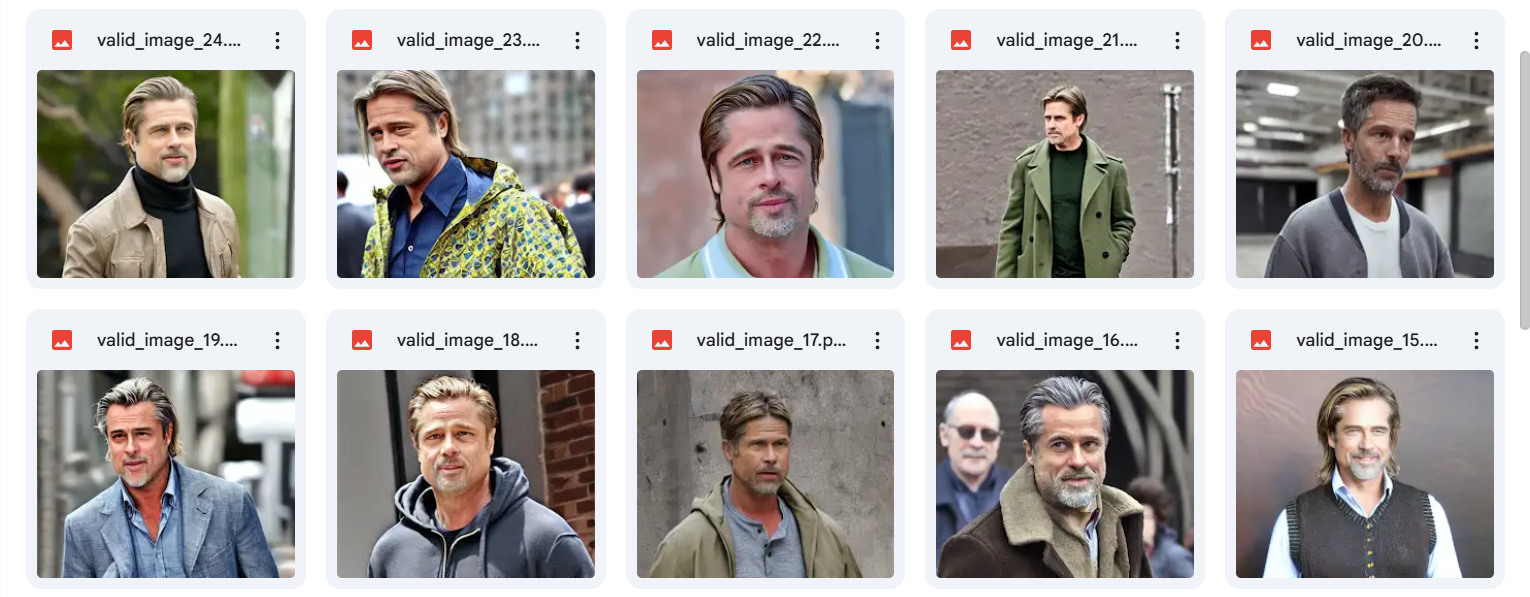 valid_image_24....
valid_image_23....
valid_image_22....
valid_image_21....
valid_image_20....
valid_image_19....
valid_image_18....
valid_image_17.p...
valid_image_16....
valid_image_15....